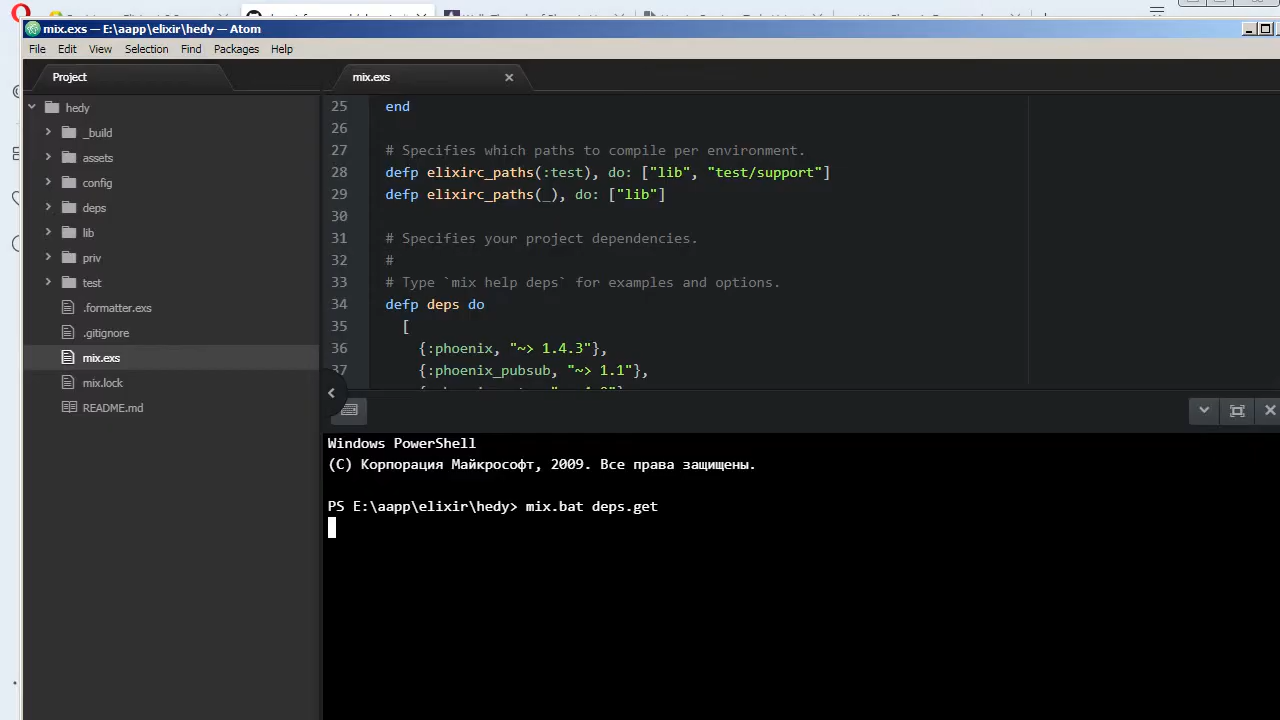 mix.exs — E:\aapp\elixir\hedy — Atom
File Edit View Selection Find Packages Help
Project
mix.exs
hedy
_build
assets
config
deps
lib
priv
test
.formatter.exs
.gitignore
mix.exs
mix.lock
README.md
25 end
26
27 # Specifies which paths to compile per environment.
28 defp elixirc_paths(:test), do: ["lib", "test/support"]
29 defp elixirc_paths(_), do: ["lib"]
30
31 # Specifies your project dependencies.
32 #
33 # Type `mix help deps` for examples and options.
34 defp deps do
35 [
36 {:phoenix, "~> 1.4.3"},
37 {:phoenix_pubsub, "~> 1.1"},
Windows PowerShell
(C) Корпорация Майкрософт, 2009. Все права защищены.
PS E:\aapp\elixir\hedy> mix.bat deps.get